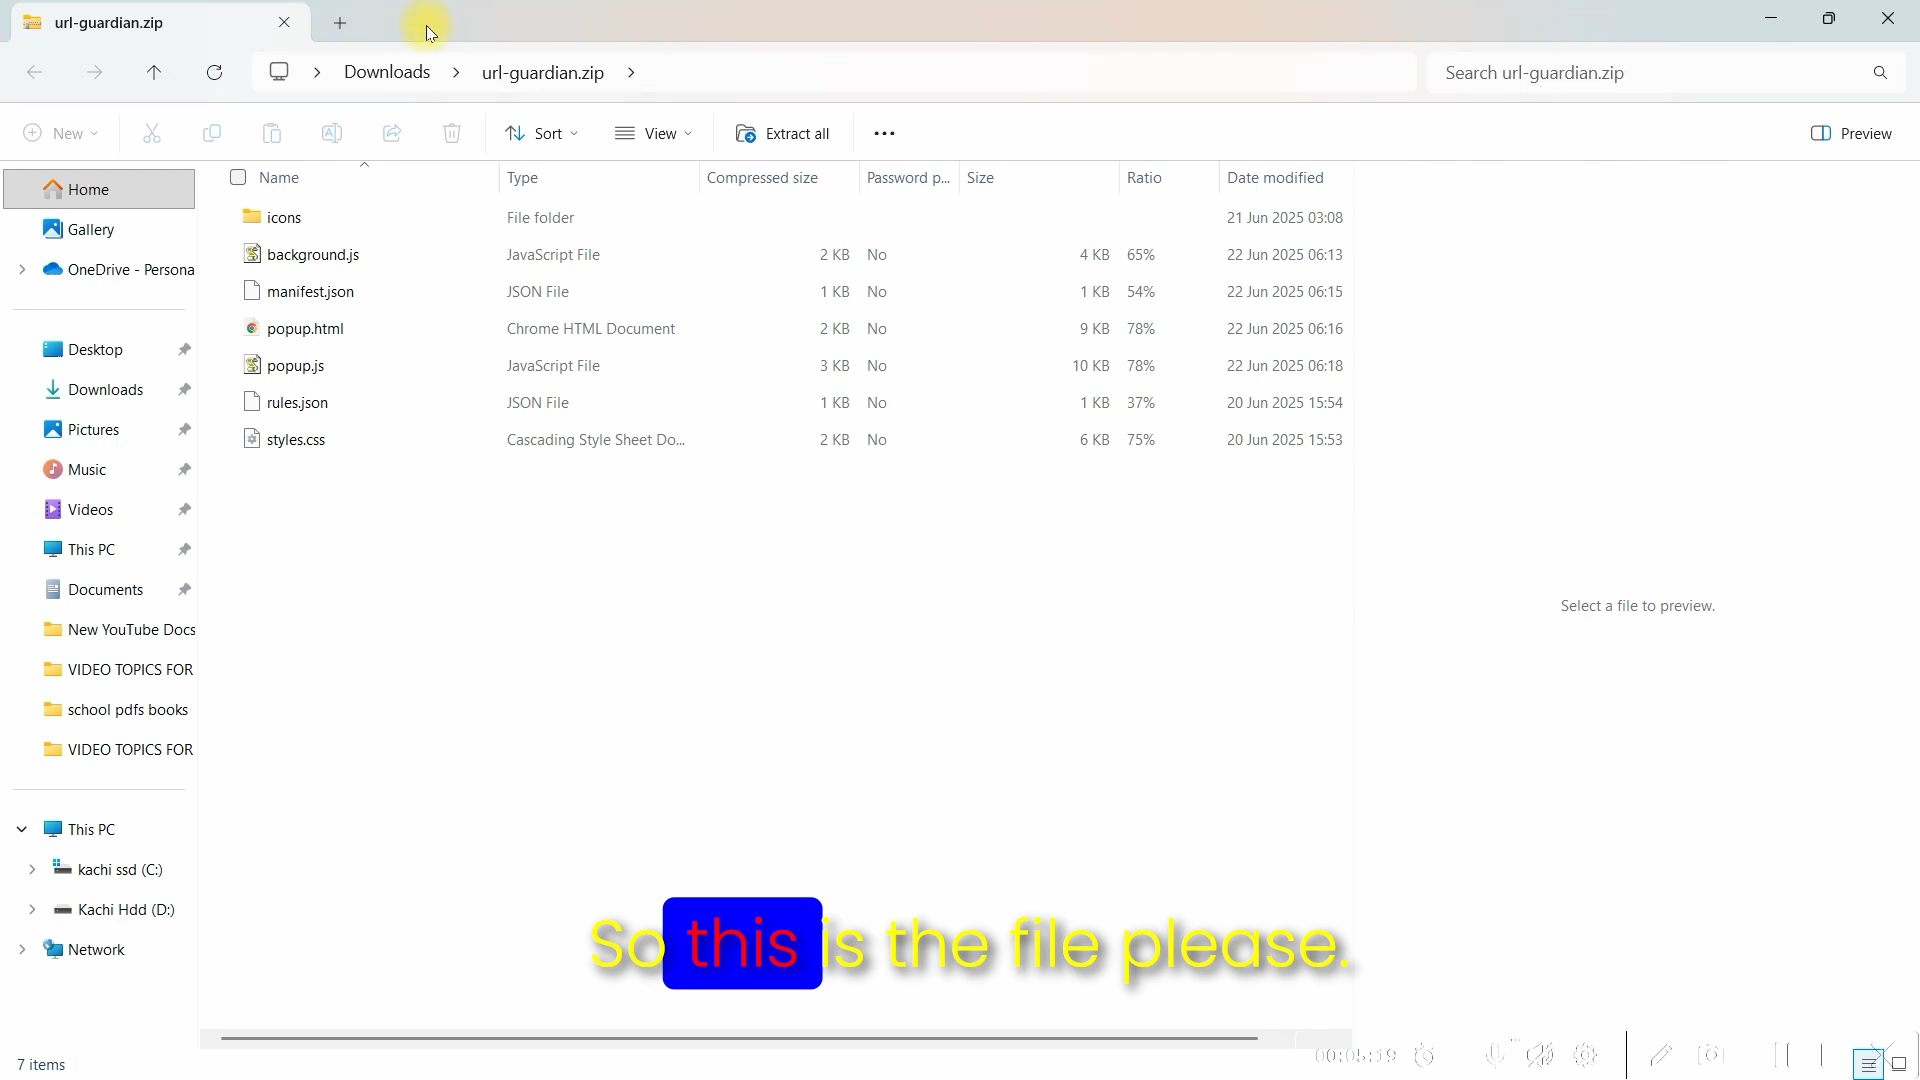 url-guardian.zip
Downloads
url-guardian.zip
Search url-guardian.zip
New
Sort
View
Extract all
Preview
Name
Type
Compressed size
Password p...
Size
Ratio
Date modified
icons
File folder
21 Jun 2025 03:08
background.js
JavaScript File
2 KB
No
4 KB
65%
22 Jun 2025 06:13
manifest.json
JSON File
1 KB
No
1 KB
54%
22 Jun 2025 06:15
popup.html
Chrome HTML Document
2 KB
No
9 KB
78%
22 Jun 2025 06:16
popup.js
JavaScript File
3 KB
No
10 KB
78%
22 Jun 2025 06:18
rules.json
JSON File
1 KB
No
1 KB
37%
20 Jun 2025 15:54
styles.css
Cascading Style Sheet Do...
2 KB
No
6 KB
75%
20 Jun 2025 15:53
Home
Gallery
OneDrive - Persona
Desktop
Downloads
Pictures
Music
Videos
This PC
Documents
New YouTube Docs
VIDEO TOPICS FOR
school pdfs books
VIDEO TOPICS FOR
This PC
kachi ssd (C:)
Kachi Hdd (D:)
Network
Select a file to preview.
So this is the file please.
7 items
00:05:19